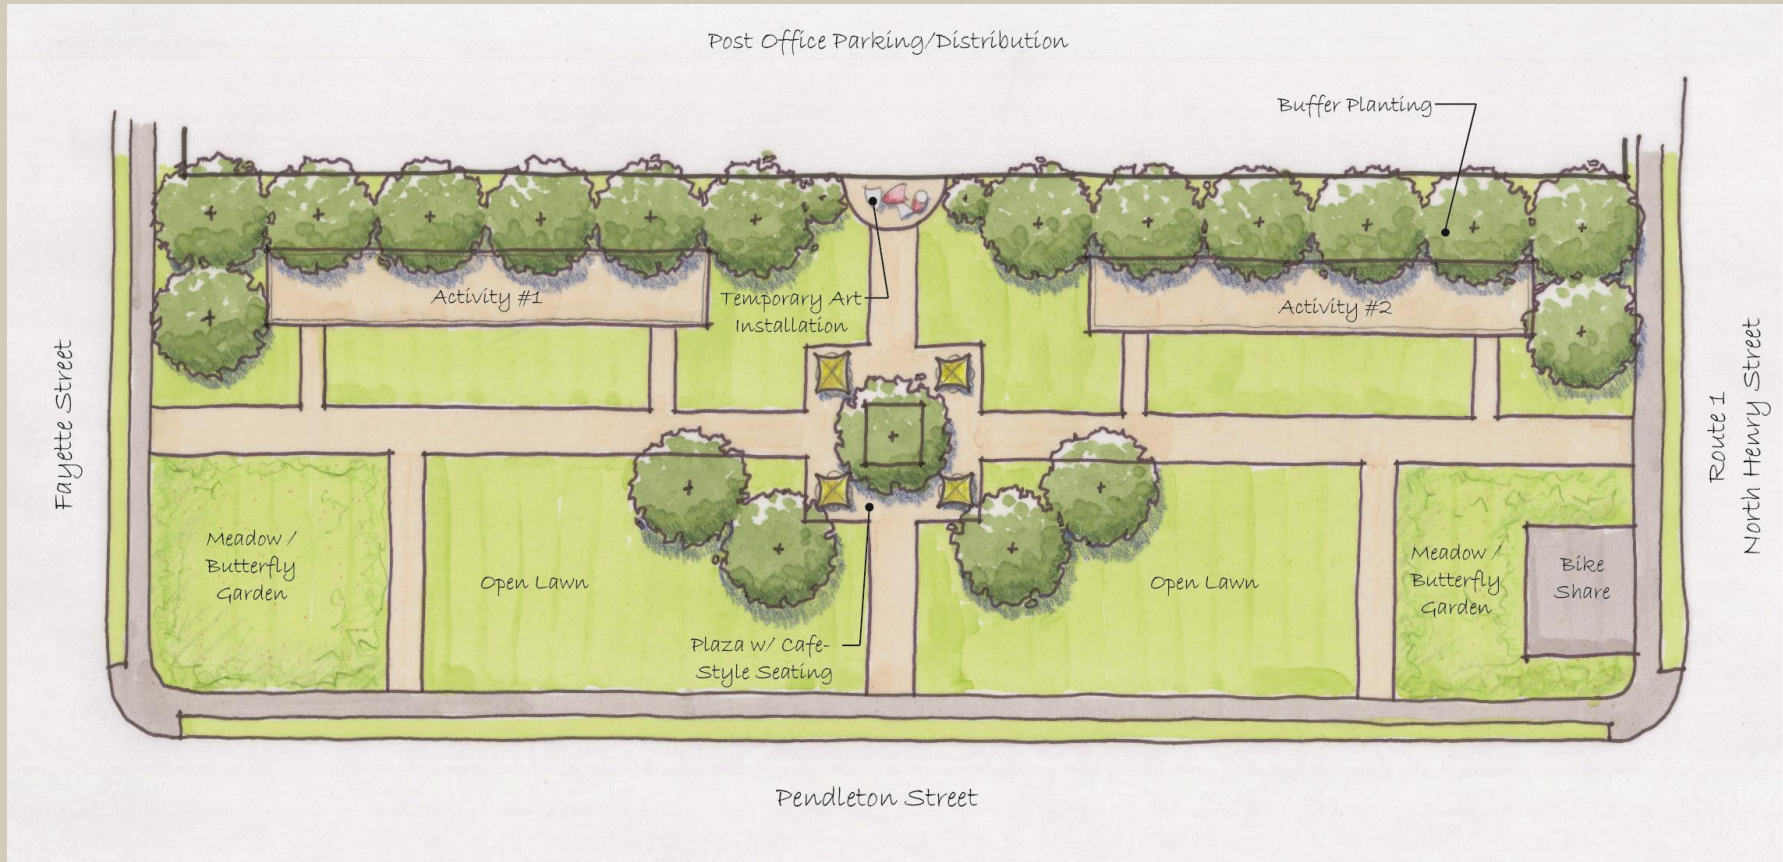 Post Office Parking/Distribution
Buffer Planting
Activity #1
Temporary Art
Installation
Activity #2
Fayette Street
Route 1
North Henry Street
Meadow /
Butterfly
Garden
Open Lawn
Open Lawn
Meadow /
Butterfly
Garden
Bike
Share
Plaza w/ Cafe-
Style Seating
Pendleton Street